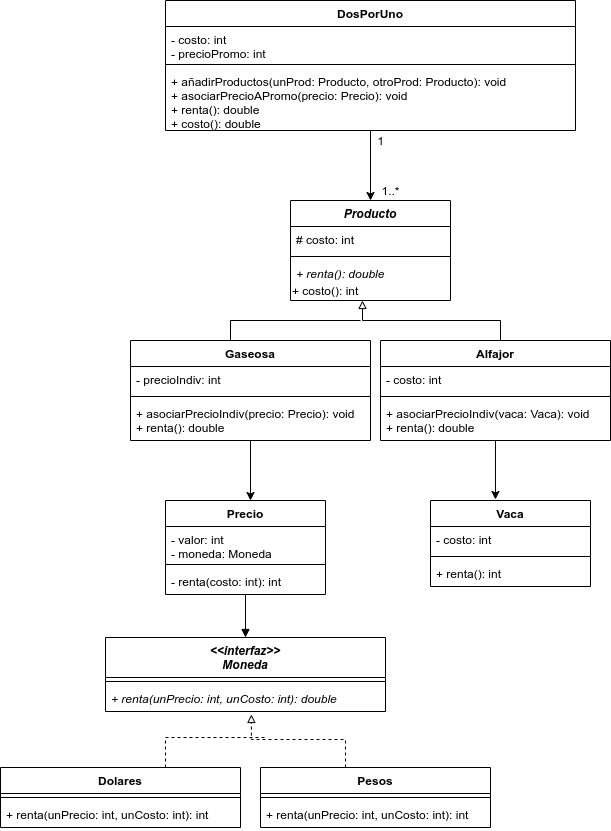 DosPorUno
- costo: int
- precioPromo: int
+ añadirProductos(unProd: Producto, otroProd: Producto): void
+ asociarPrecioAPromo(precio: Precio): void
+ renta(): double
+ costo(): double
1
1..*
Producto
# costo: int
+ renta(): double
+ costo(): int
Gaseosa
- precioIndiv: int
+ asociarPrecioIndiv(precio: Precio): void
+ renta(): double
Alfajor
- costo: int
+ asociarPrecioIndiv(vaca: Vaca): void
+ renta(): double
Precio
- valor: int
- moneda: Moneda
- renta(costo: int): int
Vaca
- costo: int
+ renta(): int
<<interfaz>>
Moneda
+ renta(unPrecio: int, unCosto: int): double
Dolares
+ renta(unPrecio: int, unCosto: int): int
Pesos
+ renta(unPrecio: int, unCosto: int): int